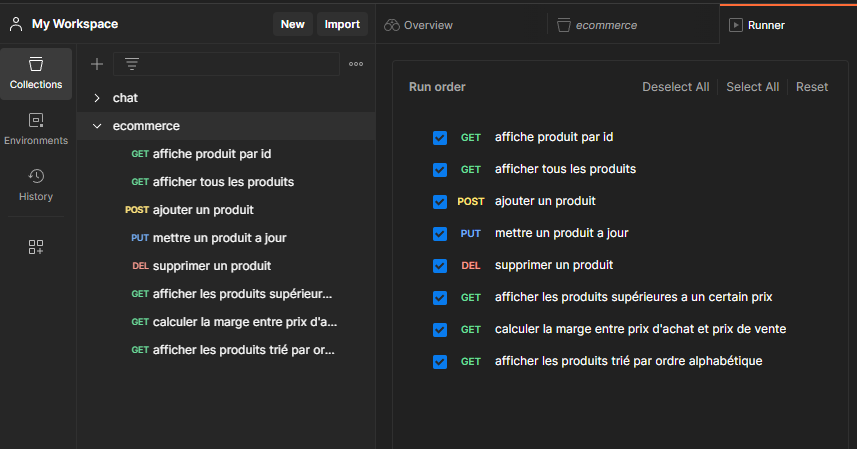 My Workspace
New
Import
Overview
ecommerce
Runner
Collections
Environments
History
chat
ecommerce
GET affiche produit par id
GET afficher tous les produits
POST ajouter un produit
PUT mettre un produit a jour
DEL supprimer un produit
GET afficher les produits supérieur...
GET calculer la marge entre prix d'a...
GET afficher les produits trié par or...
Run order
Deselect All
Select All
Reset
GET affiche produit par id
GET afficher tous les produits
POST ajouter un produit
PUT mettre un produit a jour
DEL supprimer un produit
GET afficher les produits supérieures a un certain prix
GET calculer la marge entre prix d'achat et prix de vente
GET afficher les produits trié par ordre alphabétique